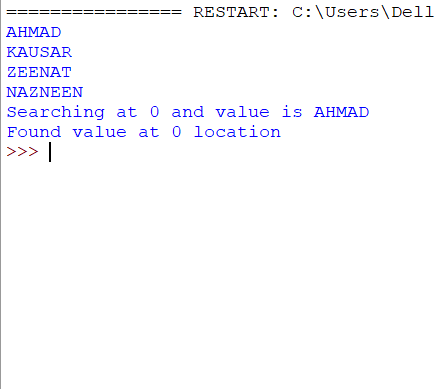 ================ RESTART: C:\Users\Dell
AHMAD
KAUSAR
ZEENAT
NAZNEEN
Searching at 0 and value is AHMAD
Found value at 0 location
>>>